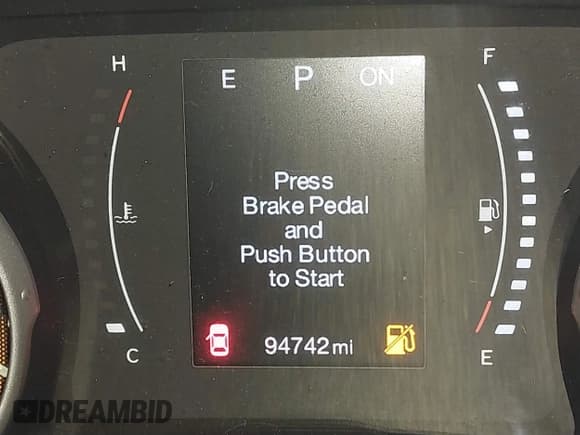 H
E P ON
F
Press
Brake Pedal
and
Push Button
to Start
C
94742 mi
E
DREAMBID